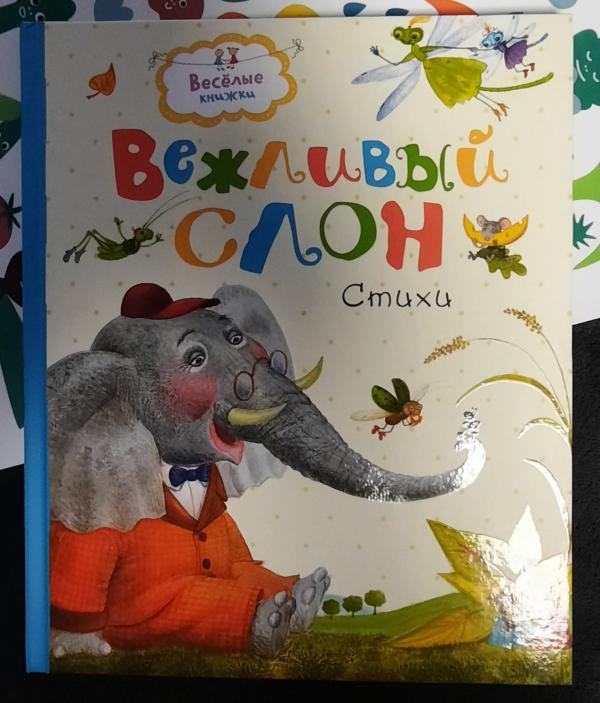 Весёлые
книжки
Вежливый
слон
Стихи